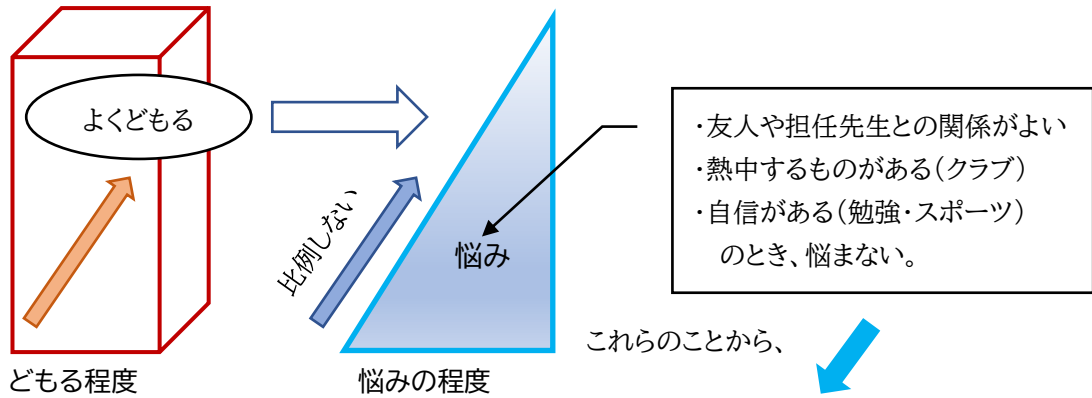 よくどもる
比例しない
悩み
・友人や担任先生との関係がよい
・熱中するものがある(クラブ)
・自信がある(勉強・スポーツ)
のとき、悩まない。
これらのことから、
どもる程度
悩みの程度